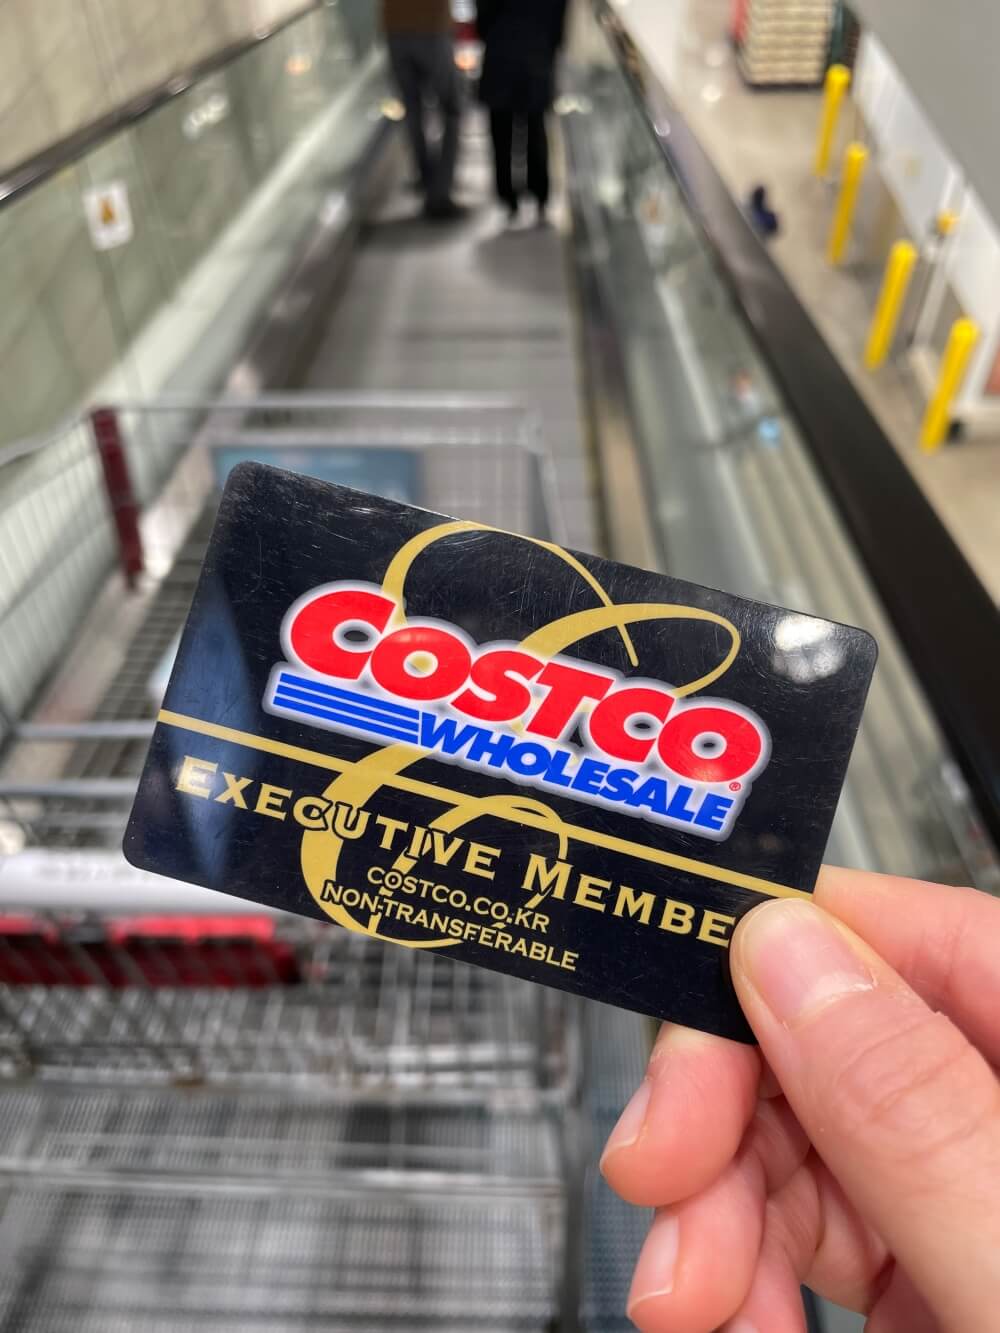 COSTCO
WHOLESALE
EXECUTIVE MEMBE
COSTCO.CO.KR
NON-TRANSFERABLE